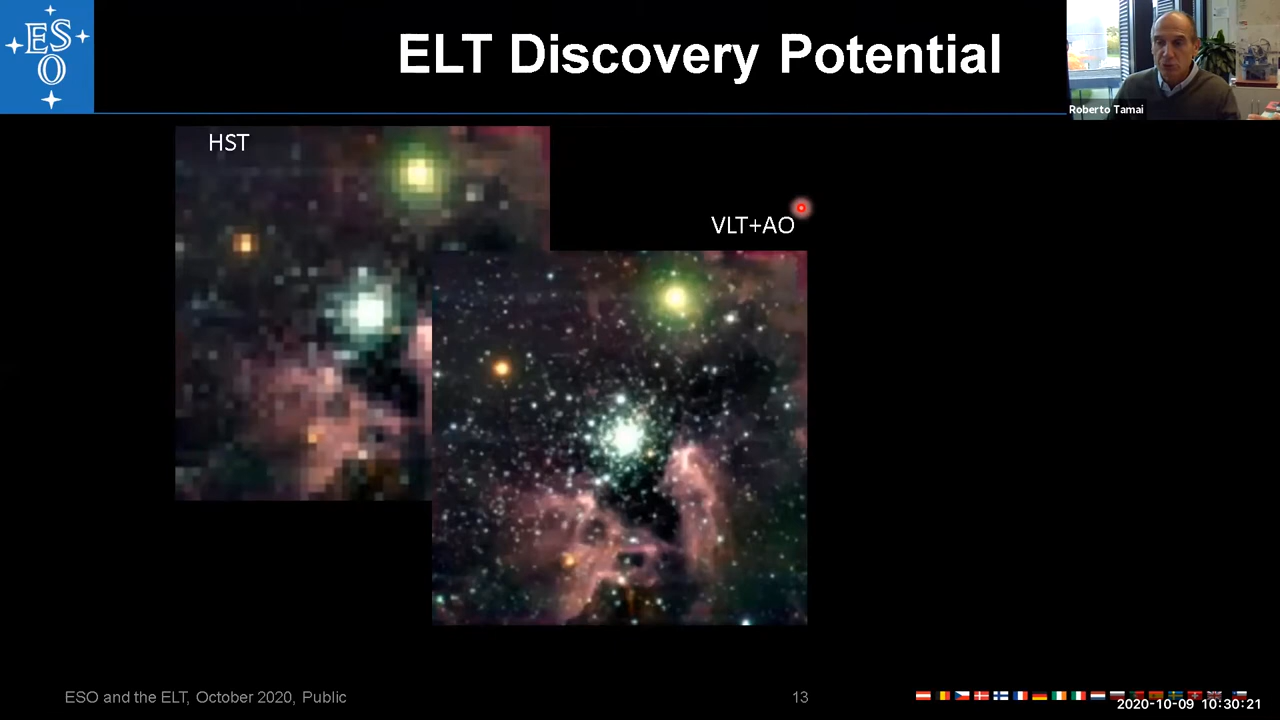 ESO
ELT Discovery Potential
Roberto Tamai
HST
VLT+AO
ESO and the ELT, October 2020, Public
13
2020-10-09 10:30:21